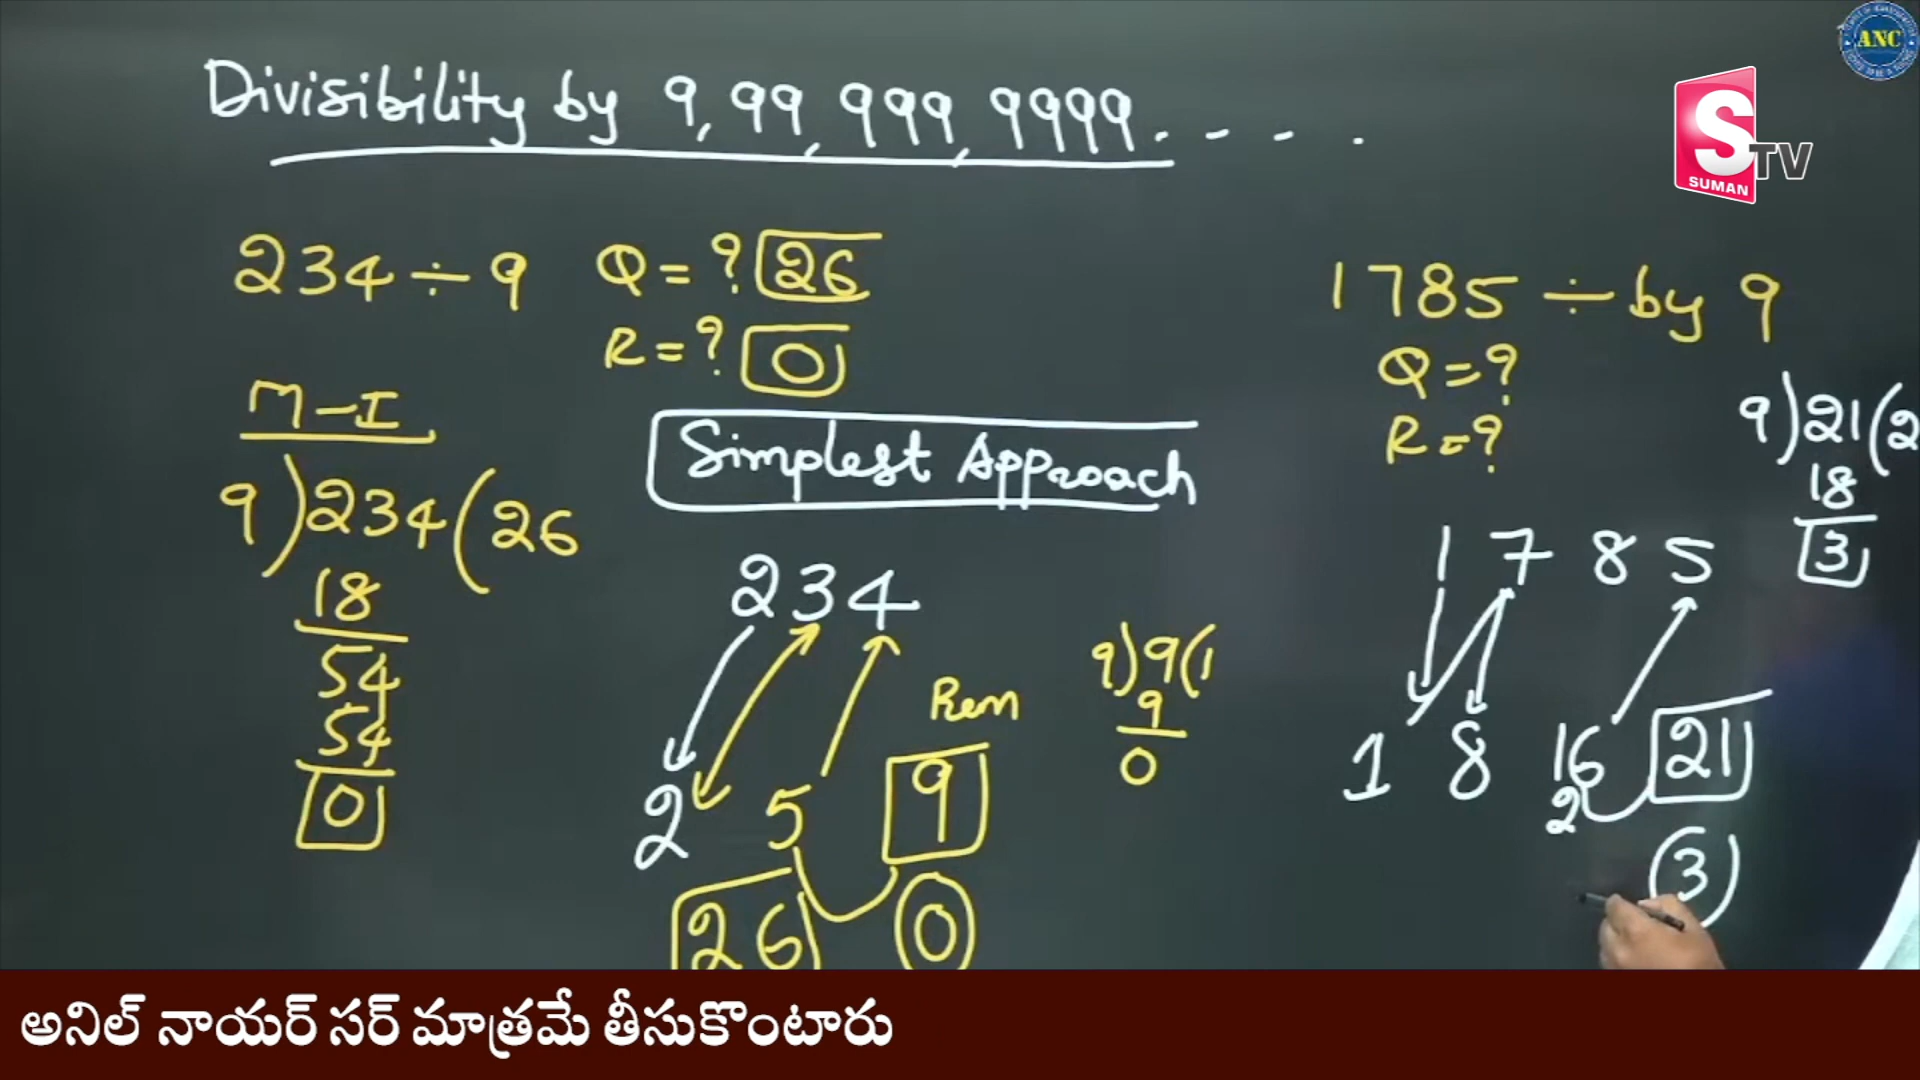 Divisibility by 9, 99, 999, 9999. - - - .
ANC
S TV
SUMAN
234 ÷ 9 Q = ? 26
R = ? 0
M-I
9)234(26
18
54
54
0
Simplest Approach
234
2 5 9
Rem
26 0
9)9(1
9
0
1785 ÷ by 9
Q = ?
R = ?
9)21(2
18
3
1 7 8 5
1 8 16 21
2
3
అనిల్ నాయర్ సర్ మాత్రమే తీసుకొంటారు